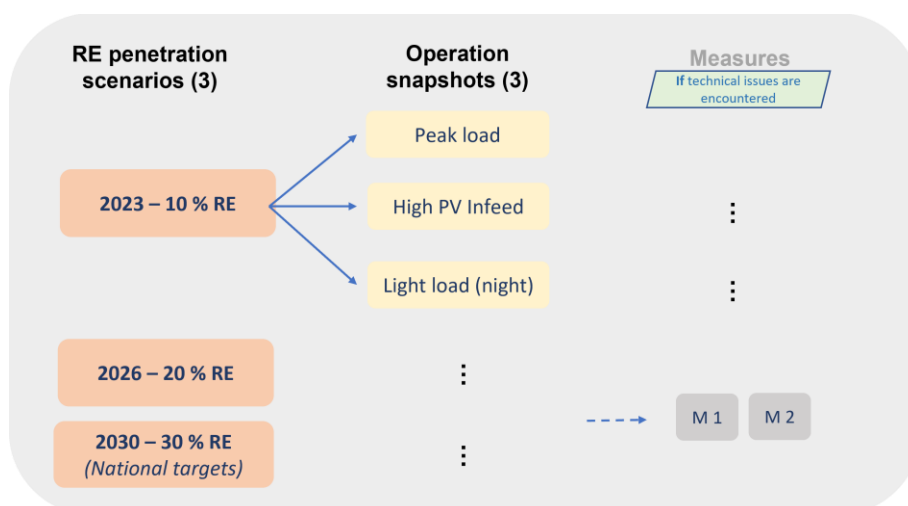 RE penetration
scenarios (3)
Operation
snapshots (3)
Measures
If technical issues are
encountered
Peak load
2023 – 10 % RE
High PV Infeed
⋮
Light load (night)
⋮
2026 – 20 % RE
⋮
M 1
M 2
2030 – 30 % RE
(National targets)
⋮